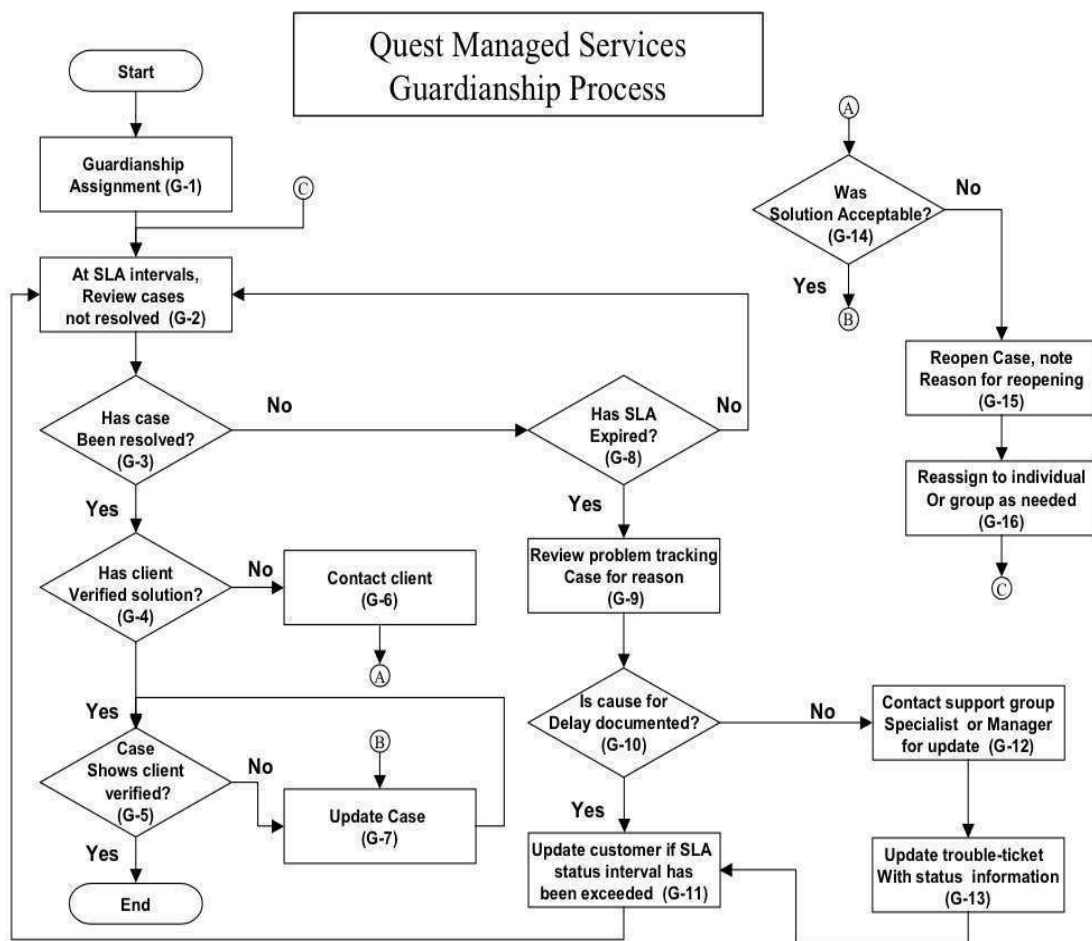 Quest Managed Services
Guardianship Process
Start
Guardianship
Assignment (G-1)
C
At SLA intervals,
Review cases
not resolved (G-2)
Has case
Been resolved?
(G-3)
No
Yes
Has SLA
Expired?
(G-8)
No
Yes
Has client
Verified solution?
(G-4)
No
Contact client
(G-6)
A
Yes
Case
Shows client
verified?
(G-5)
No
B
Update Case
(G-7)
Yes
End
Review problem tracking
Case for reason
(G-9)
Is cause for
Delay documented?
(G-10)
No
Yes
Update customer if SLA
status interval has
been exceeded (G-11)
Contact support group
Specialist or Manager
for update (G-12)
Update trouble-ticket
With status information
(G-13)
A
Was
Solution Acceptable?
(G-14)
No
Yes
B
Reopen Case, note
Reason for reopening
(G-15)
Reassign to individual
Or group as needed
(G-16)
C